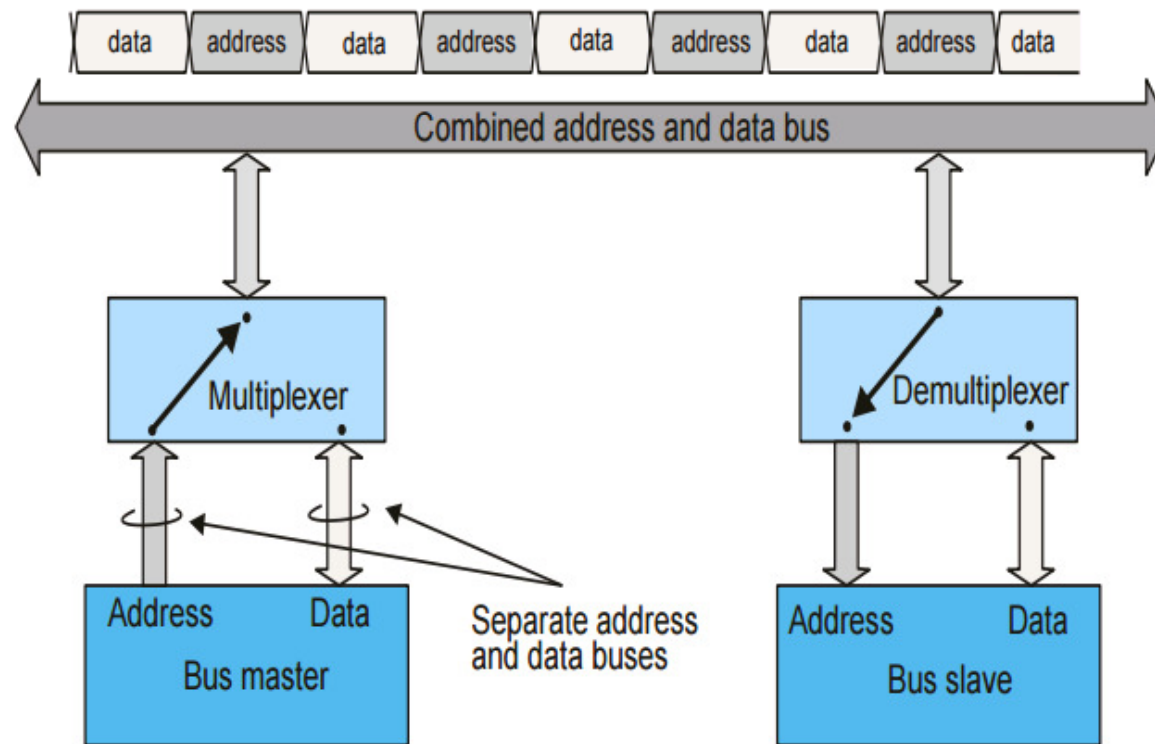 data address data address data address data address data
Combined address and data bus
Multiplexer
Demultiplexer
Address Data
Bus master
Separate address
and data buses
Address Data
Bus slave